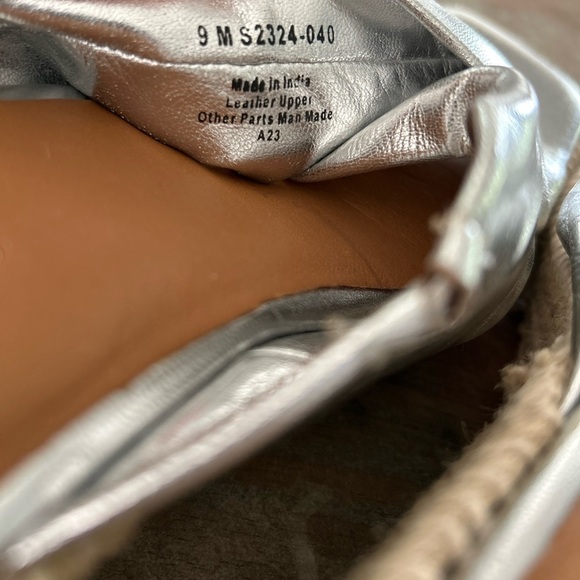 9 M S2324-040
Made in India
Leather Upper
Other Parts Man Made
A23